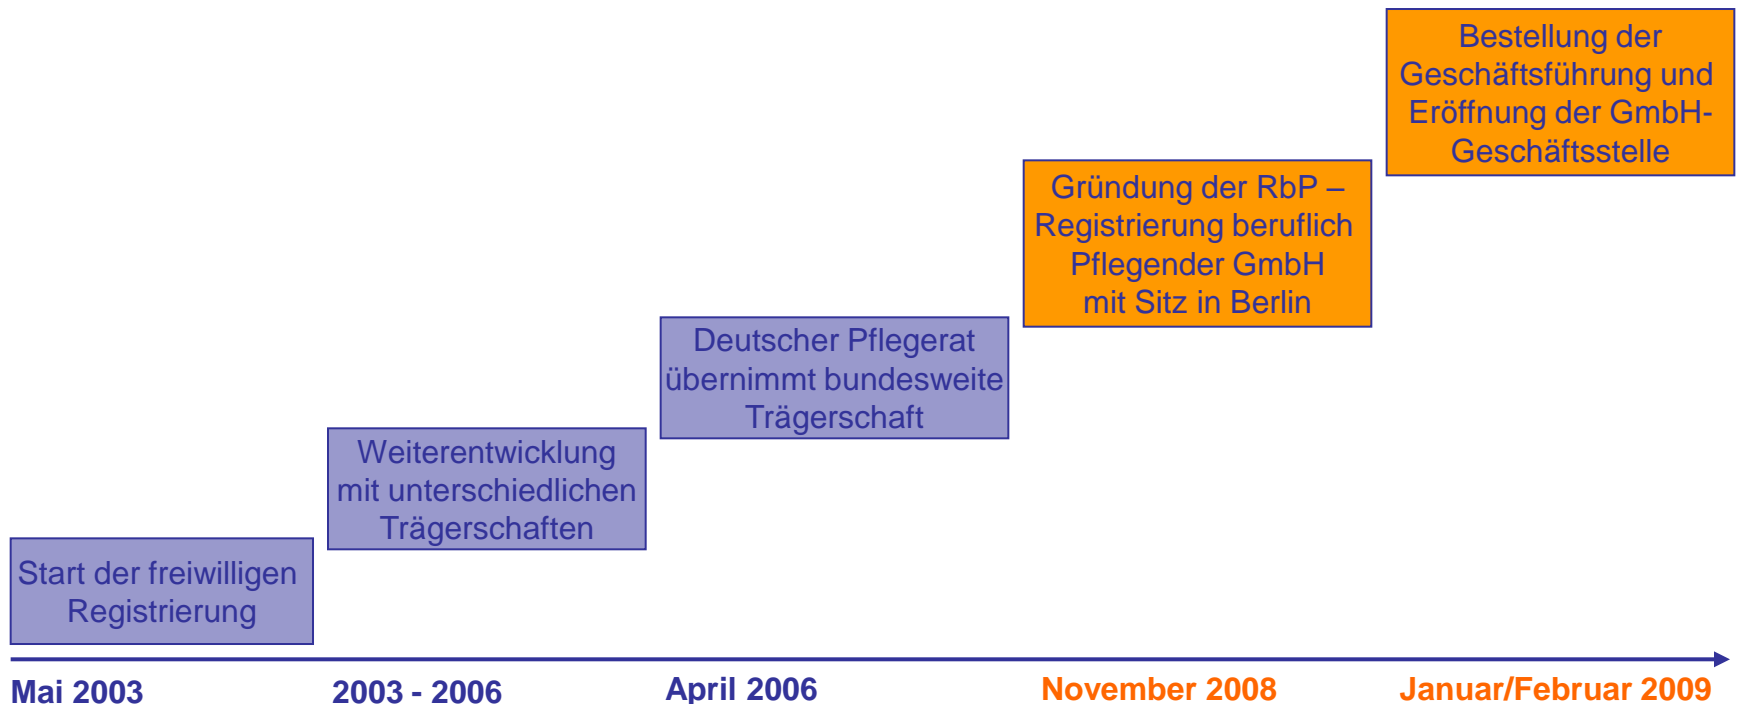 Bestellung der
Geschäftsführung und
Eröffnung der GmbH-
Geschäftsstelle
Gründung der RbP –
Registrierung beruflich
Pflegender GmbH
mit Sitz in Berlin
Deutscher Pflegerat
übernimmt bundesweite
Trägerschaft
Weiterentwicklung
mit unterschiedlichen
Trägerschaften
Start der freiwilligen
Registrierung
Mai 2003
2003 - 2006
April 2006
November 2008
Januar/Februar 2009